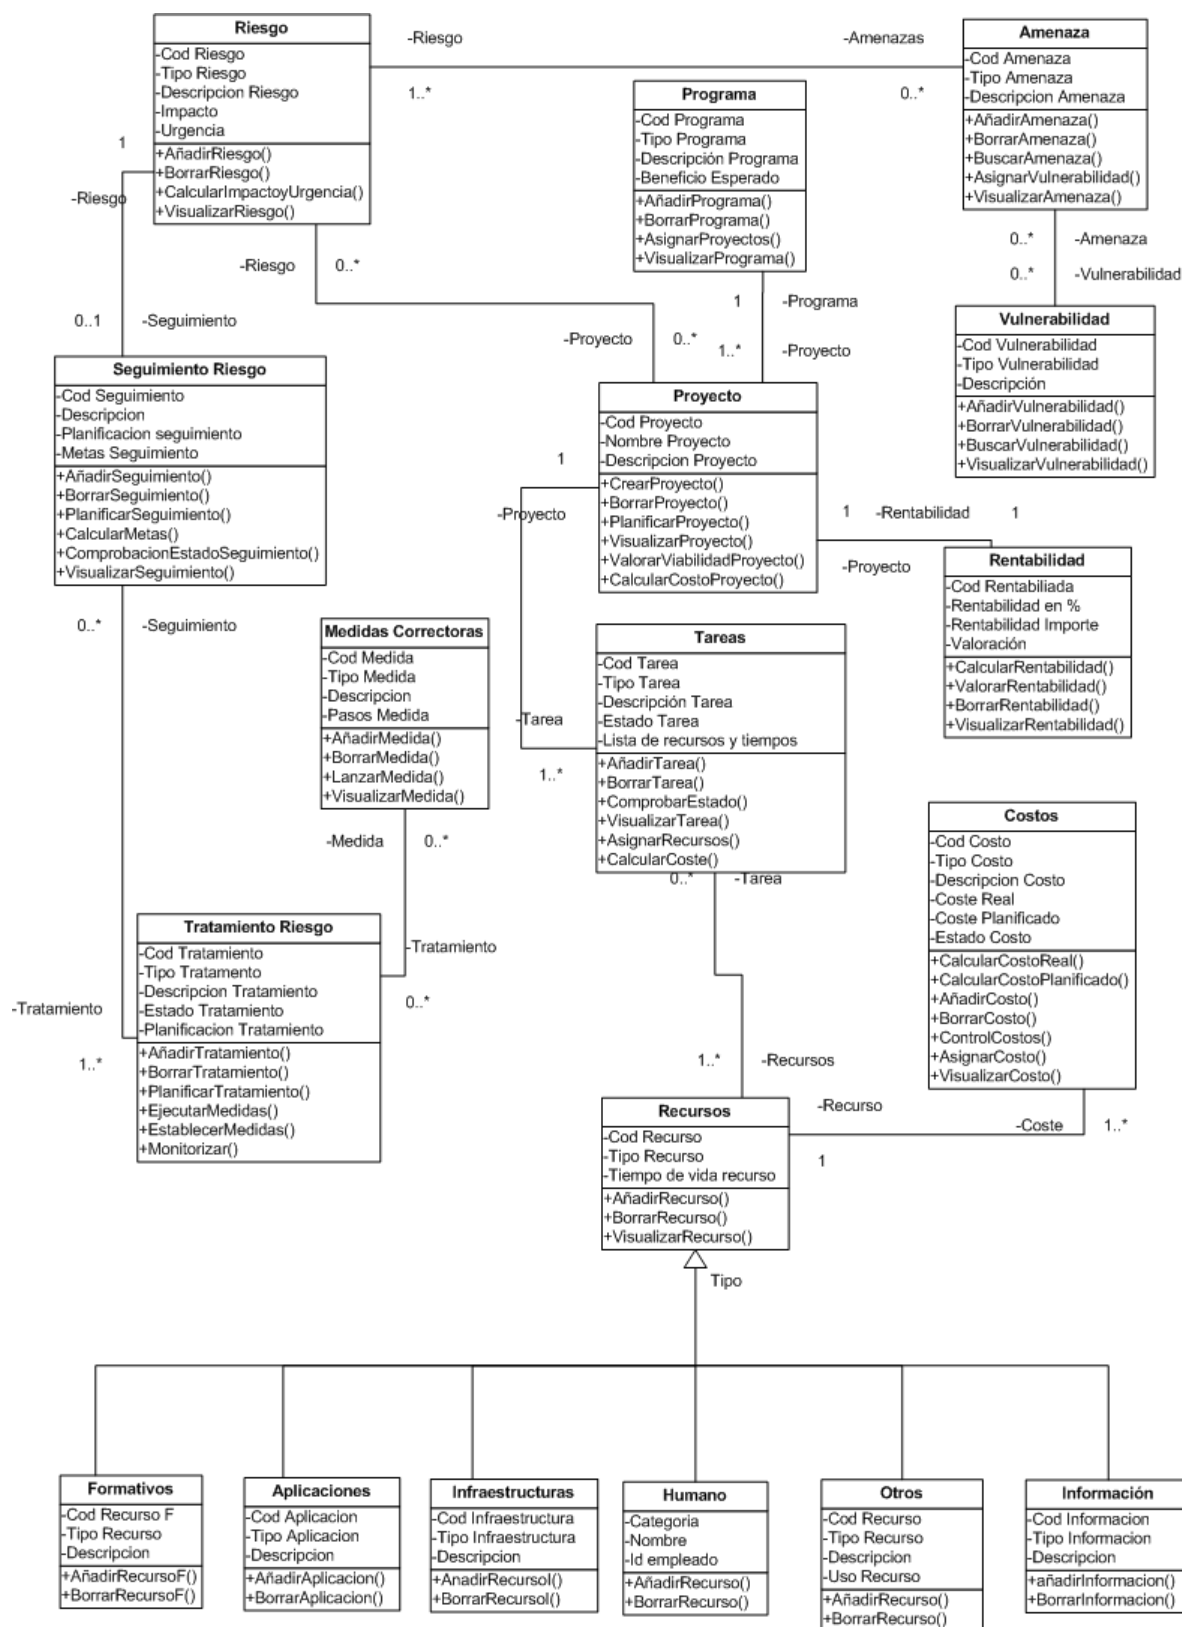 Riesgo
-Cod Riesgo
-Tipo Riesgo
-Descripcion Riesgo
-Impacto
-Urgencia
+AñadirRiesgo()
+BorrarRiesgo()
+CalcularImpactoyUrgencia()
+VisualizarRiesgo()
-Riesgo
-Amenazas
1..*
0..*
Amenaza
-Cod Amenaza
-Tipo Amenaza
-Descripcion Amenaza
+AñadirAmenaza()
+BorrarAmenaza()
+BuscarAmenaza()
+AsignarVulnerabilidad()
+VisualizarAmenaza()
Programa
-Cod Programa
-Tipo Programa
-Descripción Programa
-Beneficio Esperado
+AñadirPrograma()
+BorrarPrograma()
+AsignarProyectos()
+VisualizarPrograma()
1
-Riesgo
0..1
-Seguimiento
-Riesgo
0..*
-Proyecto
0..*
1
-Programa
1..*
-Proyecto
0..*
-Amenaza
0..*
-Vulnerabilidad
Vulnerabilidad
-Cod Vulnerabilidad
-Tipo Vulnerabilidad
-Descripción
+AñadirVulnerabilidad()
+BorrarVulnerabilidad()
+BuscarVulnerabilidad()
+VisualizarVulnerabilidad()
Seguimiento Riesgo
-Cod Seguimiento
-Descripcion
-Planificacion seguimiento
-Metas Seguimiento
+AñadirSeguimiento()
+BorrarSeguimiento()
+PlanificarSeguimiento()
+CalcularMetas()
+ComprobacionEstadoSeguimiento()
+VisualizarSeguimiento()
Proyecto
-Cod Proyecto
-Nombre Proyecto
-Descripcion Proyecto
+CrearProyecto()
+BorrarProyecto()
+PlanificarProyecto()
+VisualizarProyecto()
+ValorarViabilidadProyecto()
+CalcularCostoProyecto()
1
-Proyecto
1
-Rentabilidad
1
-Proyecto
Rentabilidad
-Cod Rentabiliada
-Rentabilidad en %
-Rentabilidad Importe
-Valoración
+CalcularRentabilidad()
+ValorarRentabilidad()
+BorrarRentabilidad()
+VisualizarRentabilidad()
0..*
-Seguimiento
Medidas Correctoras
-Cod Medida
-Tipo Medida
-Descripcion
-Pasos Medida
+AñadirMedida()
+BorrarMedida()
+LanzarMedida()
+VisualizarMedida()
Tareas
-Cod Tarea
-Tipo Tarea
-Descripción Tarea
-Estado Tarea
-Lista de recursos y tiempos
+AñadirTarea()
+BorrarTarea()
+ComprobarEstado()
+VisualizarTarea()
+AsignarRecursos()
+CalcularCoste()
-Tarea
1..*
-Medida
0..*
0..*
-Tarea
Costos
-Cod Costo
-Tipo Costo
-Descripcion Costo
-Coste Real
-Coste Planificado
-Estado Costo
+CalcularCostoReal()
+CalcularCostoPlanificado()
+AñadirCosto()
+BorrarCosto()
+ControlCostos()
+AsignarCosto()
+VisualizarCosto()
Tratamiento Riesgo
-Cod Tratamiento
-Tipo Tratamento
-Descripcion Tratamiento
-Estado Tratamiento
-Planificacion Tratamiento
+AñadirTratamiento()
+BorrarTratamiento()
+PlanificarTratamiento()
+EjecutarMedidas()
+EstablecerMedidas()
+Monitorizar()
-Tratamiento
0..*
-Tratamiento
1..*
1..*
-Recursos
-Recurso
-Coste
1..*
1
Recursos
-Cod Recurso
-Tipo Recurso
-Tiempo de vida recurso
+AñadirRecurso()
+BorrarRecurso()
+VisualizarRecurso()
Tipo
Formativos
-Cod Recurso F
-Tipo Recurso
-Descripcion
+AñadirRecursoF()
+BorrarRecursoF()
Aplicaciones
-Cod Aplicacion
-Tipo Aplicacion
-Descripcion
+AñadirAplicacion()
+BorrarAplicacion()
Infraestructuras
-Cod Infraestructura
-Tipo Infraestructura
-Descripcion
+AnadirRecursoI()
+BorrarRecursoI()
Humano
-Categoria
-Nombre
-Id empleado
+AñadirRecurso()
+BorrarRecurso()
Otros
-Cod Recurso
-Tipo Recurso
-Descripcion
-Uso Recurso
+AñadirRecurso()
+BorrarRecurso()
Información
-Cod Informacion
-Tipo Informacion
-Descripcion
+añadirInformacion()
+BorrarInformacion()